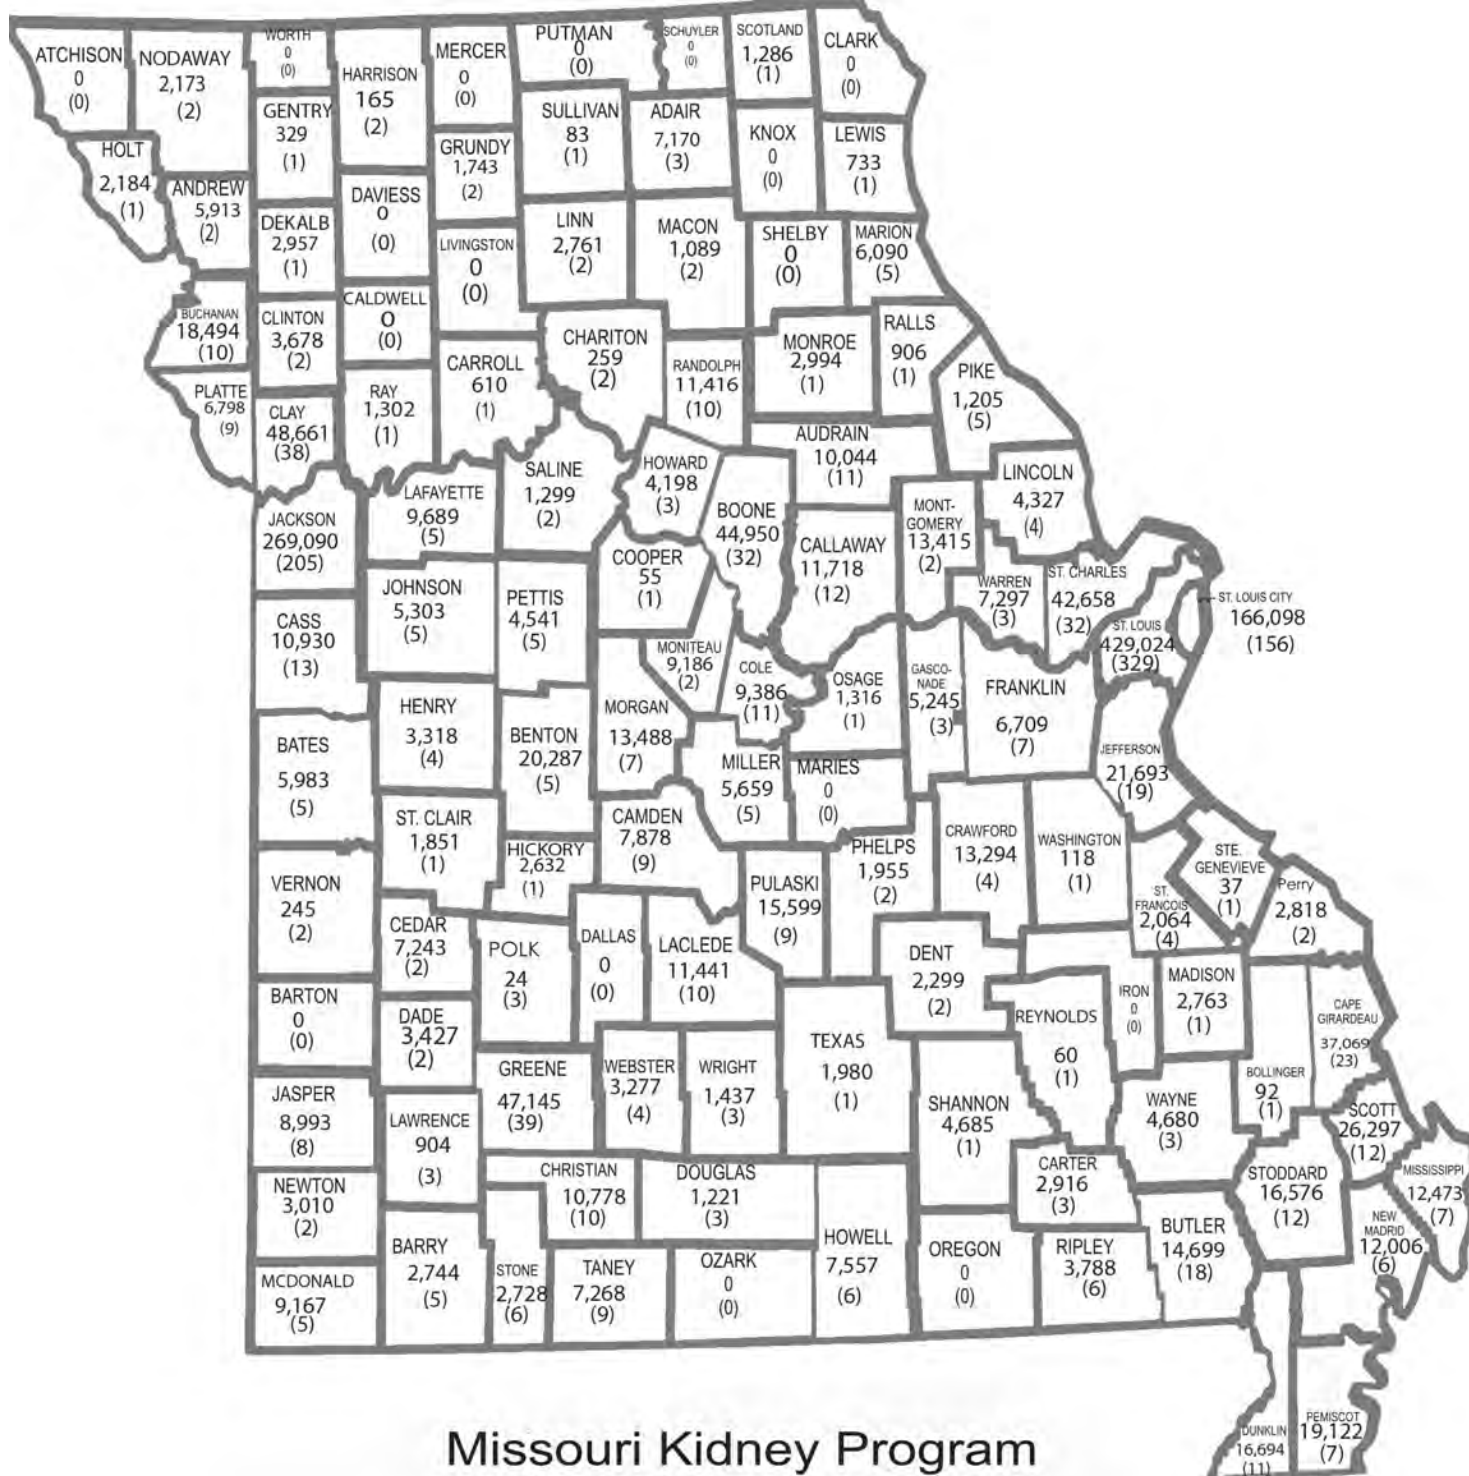 ATCHISON
0
(0)
NODAWAY
2,173
(2)
WORTH
0
(0)
HARRISON
165
(2)
MERCER
0
(0)
PUTMAN
0
(0)
SCHUYLER
0
(0)
SCOTLAND
1,286
(1)
CLARK
0
(0)
GENTRY
329
(1)
GRUNDY
1,743
(2)
SULLIVAN
83
(1)
ADAIR
7,170
(3)
KNOX
0
(0)
LEWIS
733
(1)
HOLT
2,184
(1)
ANDREW
5,913
(2)
DEKALB
2,957
(1)
DAVIESS
0
(0)
LIVINGSTON
0
(0)
LINN
2,761
(2)
MACON
1,089
(2)
SHELBY
0
(0)
MARION
6,090
(5)
BUCHANAN
18,494
(10)
CLINTON
3,678
(2)
CALDWELL
0
(0)
CARROLL
610
(1)
CHARITON
259
(2)
RANDOLPH
11,416
(10)
MONROE
2,994
(1)
RALLS
906
(1)
PIKE
1,205
(5)
PLATTE
6,798
(9)
CLAY
48,661
(38)
RAY
1,302
(1)
AUDRAIN
10,044
(11)
LAFAYETTE
9,689
(5)
SALINE
1,299
(2)
HOWARD
4,198
(3)
BOONE
44,950
(32)
CALLAWAY
11,718
(12)
MONT-
GOMERY
13,415
(2)
LINCOLN
4,327
(4)
JACKSON
269,090
(205)
JOHNSON
5,303
(5)
PETTIS
4,541
(5)
COOPER
55
(1)
WARREN
7,297
(3)
ST. CHARLES
42,658
(32)
ST. LOUIS
429,024
(329)
ST. LOUIS CITY
166,098
(156)
CASS
10,930
(13)
MONITEAU
9,186
(2)
COLE
9,386
(11)
OSAGE
1,316
(1)
GASCO-
NADE
5,245
(3)
FRANKLIN
6,709
(7)
JEFFERSON
21,693
(19)
BATES
5,983
(5)
HENRY
3,318
(4)
BENTON
20,287
(5)
MORGAN
13,488
(7)
MILLER
5,659
(5)
MARIES
0
(0)
ST. CLAIR
1,851
(1)
HICKORY
2,632
(1)
CAMDEN
7,878
(9)
PULASKI
15,599
(9)
PHELPS
1,955
(2)
CRAWFORD
13,294
(4)
WASHINGTON
118
(1)
ST.
FRANCOIS
2,064
(4)
STE.
GENEVIEVE
37
(1)
Perry
2,818
(2)
VERNON
245
(2)
CEDAR
7,243
(2)
POLK
24
(3)
DALLAS
0
(0)
LACLEDE
11,441
(10)
DENT
2,299
(2)
REYNOLDS
60
(1)
IRON
0
(0)
MADISON
2,763
(1)
CAPE
GIRARDEAU
37,069
(23)
BARTON
0
(0)
DADE
3,427
(2)
GREENE
47,145
(39)
WEBSTER
3,277
(4)
WRIGHT
1,437
(3)
TEXAS
1,980
(1)
SHANNON
4,685
(1)
WAYNE
4,680
(3)
BOLLINGER
92
(1)
SCOTT
26,297
(12)
JASPER
8,993
(8)
LAWRENCE
904
(3)
CHRISTIAN
10,778
(10)
DOUGLAS
1,221
(3)
CARTER
2,916
(3)
STODDARD
16,576
(12)
MISSISSIPPI
12,473
(7)
NEWTON
3,010
(2)
BARRY
2,744
(5)
STONE
2,728
(6)
TANEY
7,268
(9)
OZARK
0
(0)
HOWELL
7,557
(6)
OREGON
0
(0)
RIPLEY
3,788
(6)
BUTLER
14,699
(18)
NEW
MADRID
12,006
(6)
MCDONALD
9,167
(5)
DUNKLIN
16,694
(11)
PEMISCOT
19,122
(7)
Missouri Kidney Program